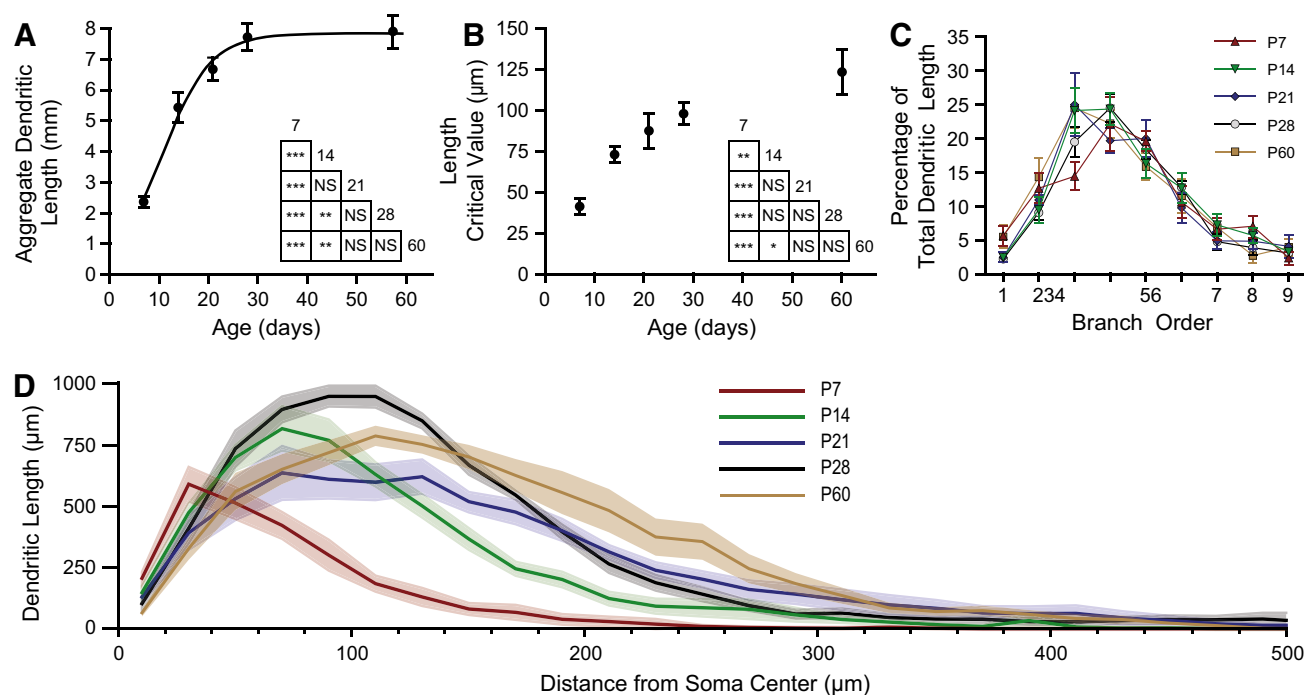 A
Aggregate Dendritic
Length (mm)
8
7
6
5
4
3
2
1
0
0 10 20 30 40 50 60
Age (days)
7
*** 14
*** NS 21
*** ** NS 28
*** ** NS NS 60
B
Length
Critical Value (µm)
150
125
100
75
50
25
0
0 10 20 30 40 50 60
Age (days)
7
** 14
*** NS 21
*** NS NS 28
*** * NS NS 60
C
Percentage of
Total Dendritic Length
35
30
25
20
15
10
5
0
1 234 56 7 8 9
Branch Order
P7
P14
P21
P28
P60
D
Dendritic Length (µm)
1000
750
500
250
0
0 100 200 300 400 500
Distance from Soma Center (µm)
P7
P14
P21
P28
P60